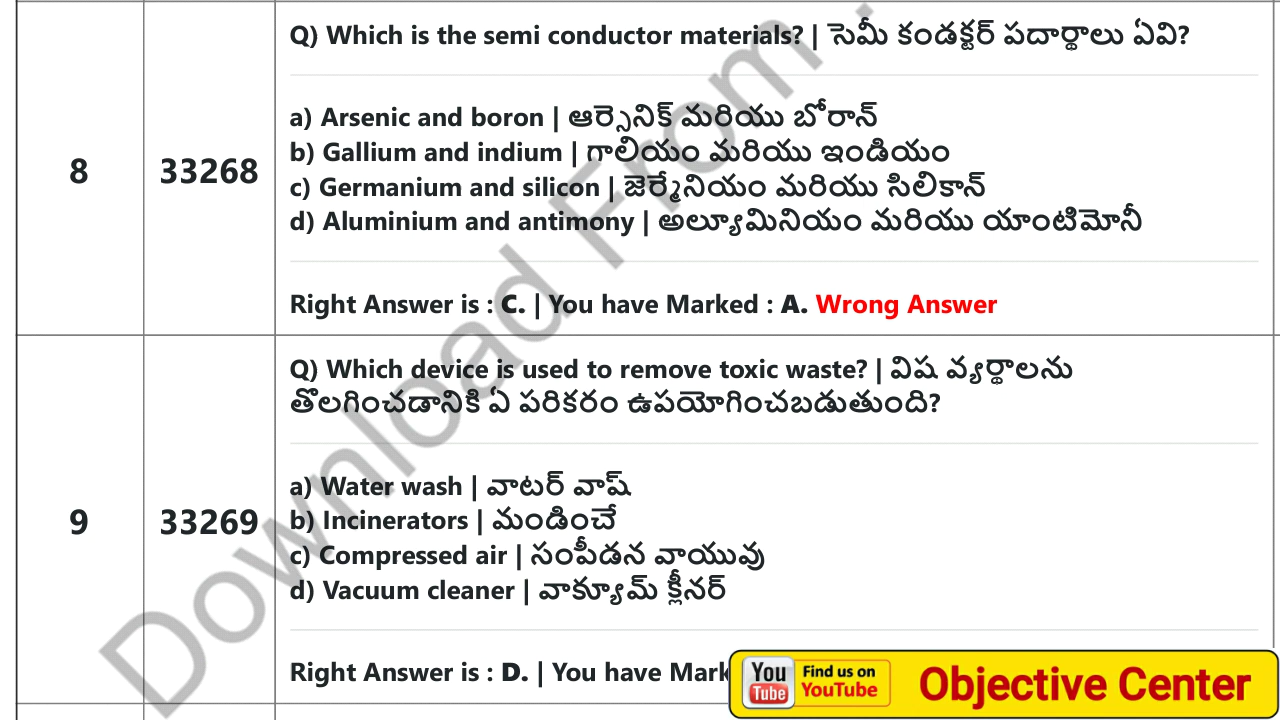 8
33268
Q) Which is the semi conductor materials? | సెమీ కండక్టర్ పదార్థాలు ఏవి?
a) Arsenic and boron | ఆర్సెనిక్ మరియు బోరాన్
b) Gallium and indium | గాలియం మరియు ఇండియం
c) Germanium and silicon | జెర్మేనియం మరియు సిలికాన్
d) Aluminium and antimony | అల్యూమినియం మరియు యాంటిమోనీ
Right Answer is : C. | You have Marked : A. Wrong Answer
9
33269
Q) Which device is used to remove toxic waste? | విష వ్యర్థాలను
తొలగించడానికి ఏ పరికరం ఉపయోగించబడుతుంది?
a) Water wash | వాటర్ వాష్
b) Incinerators | మండించే
c) Compressed air | సంపీడన వాయువు
d) Vacuum cleaner | వాక్యూమ్ క్లీనర్
Right Answer is : D. | You have Mark
You
Tube
Find us on
YouTube
Objective Center
Download From .